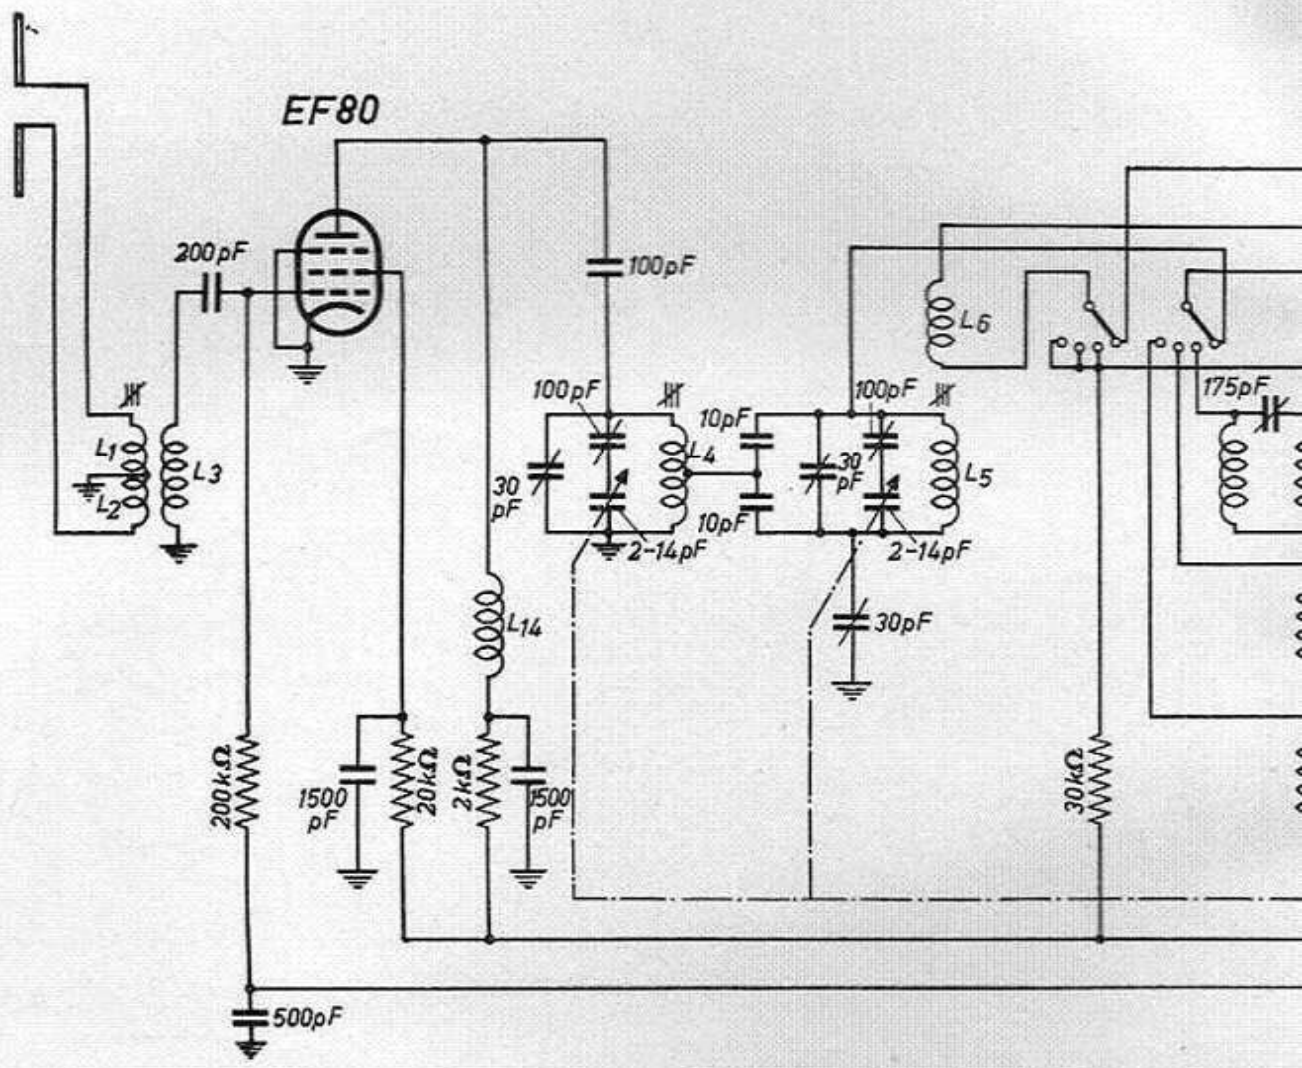 EF80
200pF
100pF
L6
175pF
100pF
100pF
10pF
L1
L3
L4
30
pF
L5
30
pF
L2
10pF
2-14pF
2-14pF
L14
30pF
200kΩ
1500
pF
20kΩ
2kΩ
1500
pF
30kΩ
500pF